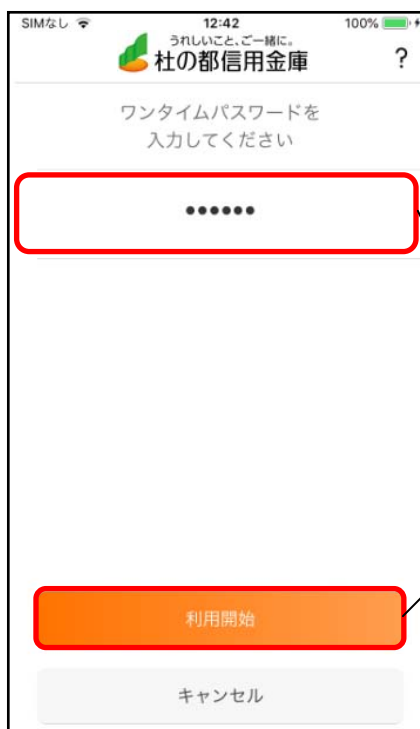 SIMなし 12:42 100%
うれしいこと、ご一緒に。
杜の都信用金庫 ?
ワンタイムパスワードを
入力してください
••••••
利用開始
キャンセル